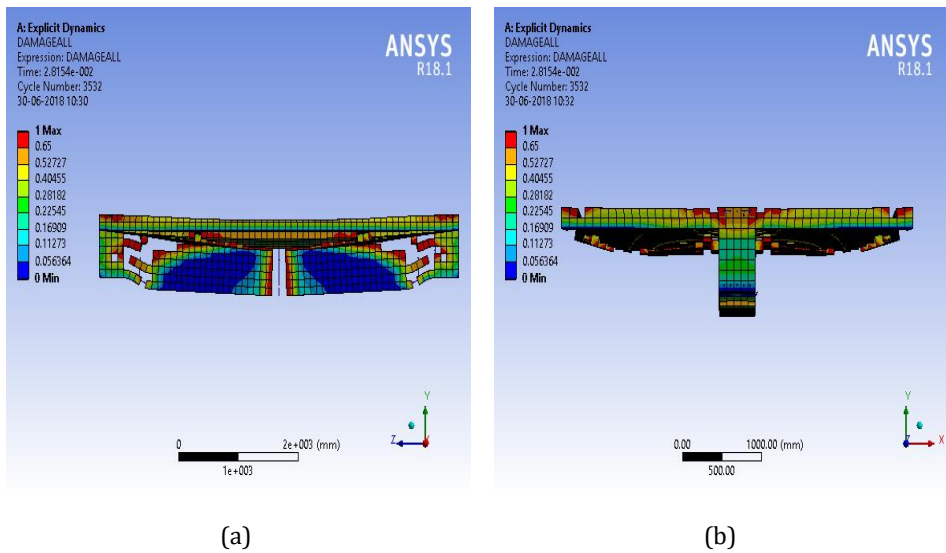 A: Explicit Dynamics
DAMAGEALL
Expression: DAMAGEALL
Time: 2.8154e-002
Cycle Number: 3532
30-06-2018 10:30
ANSYS
R18.1
1 Max
0.65
0.52727
0.40455
0.28182
0.22545
0.16909
0.11273
0.056364
0 Min
Y
Z
0
2e+003 (mm)
1e+003
(a)
A: Explicit Dynamics
DAMAGEALL
Expression: DAMAGEALL
Time: 2.8154e-002
Cycle Number: 3532
30-06-2018 10:32
ANSYS
R18.1
1 Max
0.65
0.52727
0.40455
0.28182
0.22545
0.16909
0.11273
0.056364
0 Min
Y
X
0.00
1000.00 (mm)
500.00
(b)